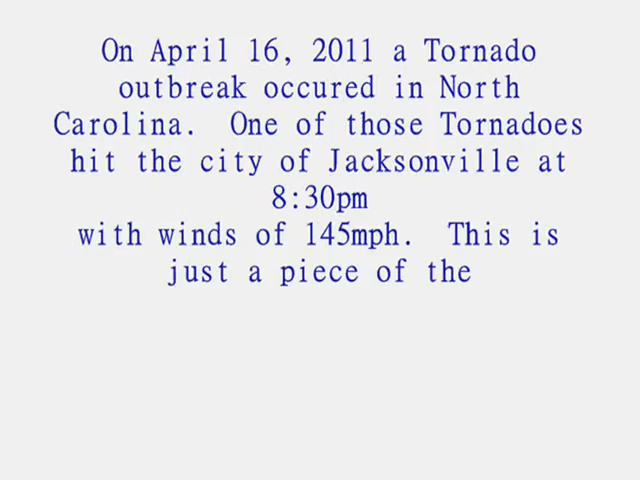 On April 16, 2011 a Tornado
outbreak occured in North
Carolina.  One of those Tornadoes
hit the city of Jacksonville at
8:30pm
with winds of 145mph.  This is
just a piece of the